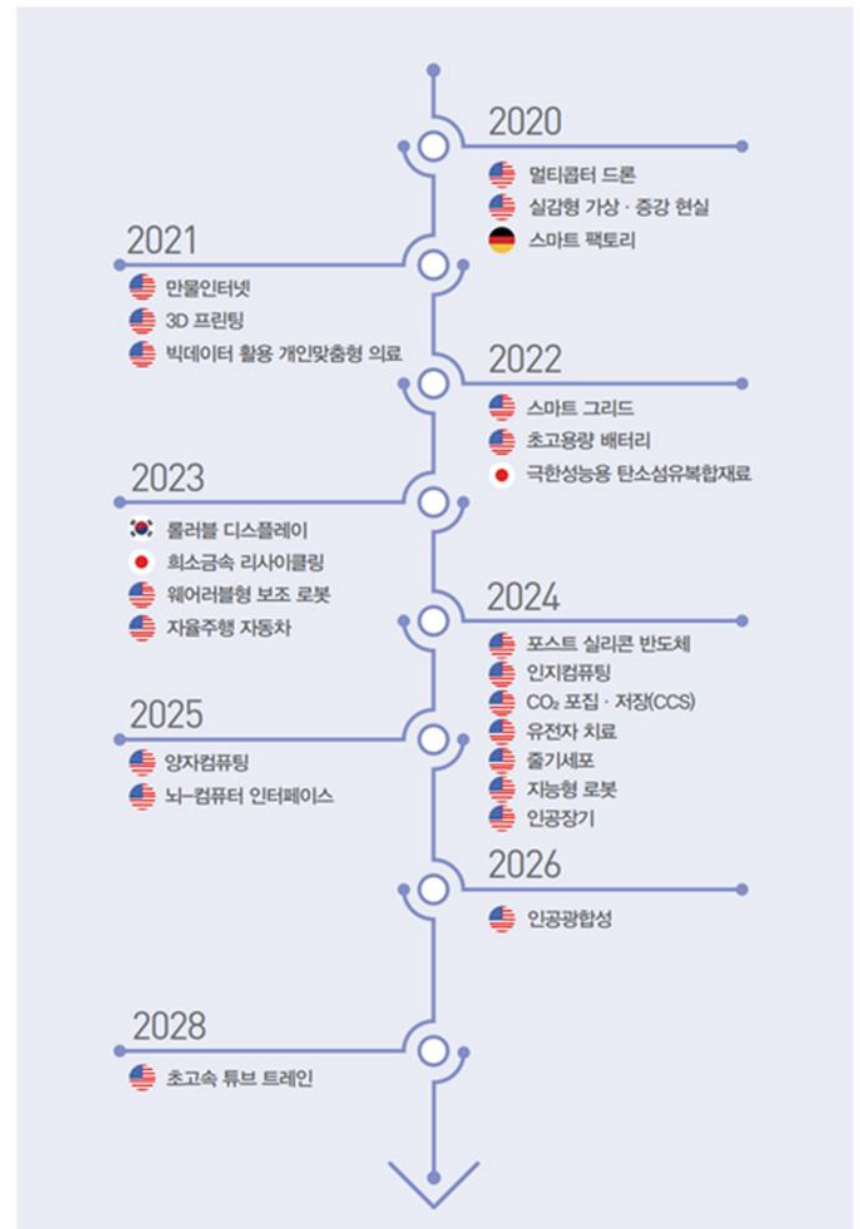 2020
멀티콥터 드론
실감형 가상 · 증강 현실
스마트 팩토리
2021
만물인터넷
3D 프린팅
빅데이터 활용 개인맞춤형 의료
2022
스마트 그리드
초고용량 배터리
극한성능용 탄소섬유복합재료
2023
롤러블 디스플레이
희소금속 리사이클링
웨어러블형 보조 로봇
자율주행 자동차
2024
포스트 실리콘 반도체
인지컴퓨팅
CO₂ 포집 · 저장(CCS)
유전자 치료
줄기세포
지능형 로봇
인공장기
2025
양자컴퓨팅
뇌-컴퓨터 인터페이스
2026
인공광합성
2028
초고속 튜브 트레인